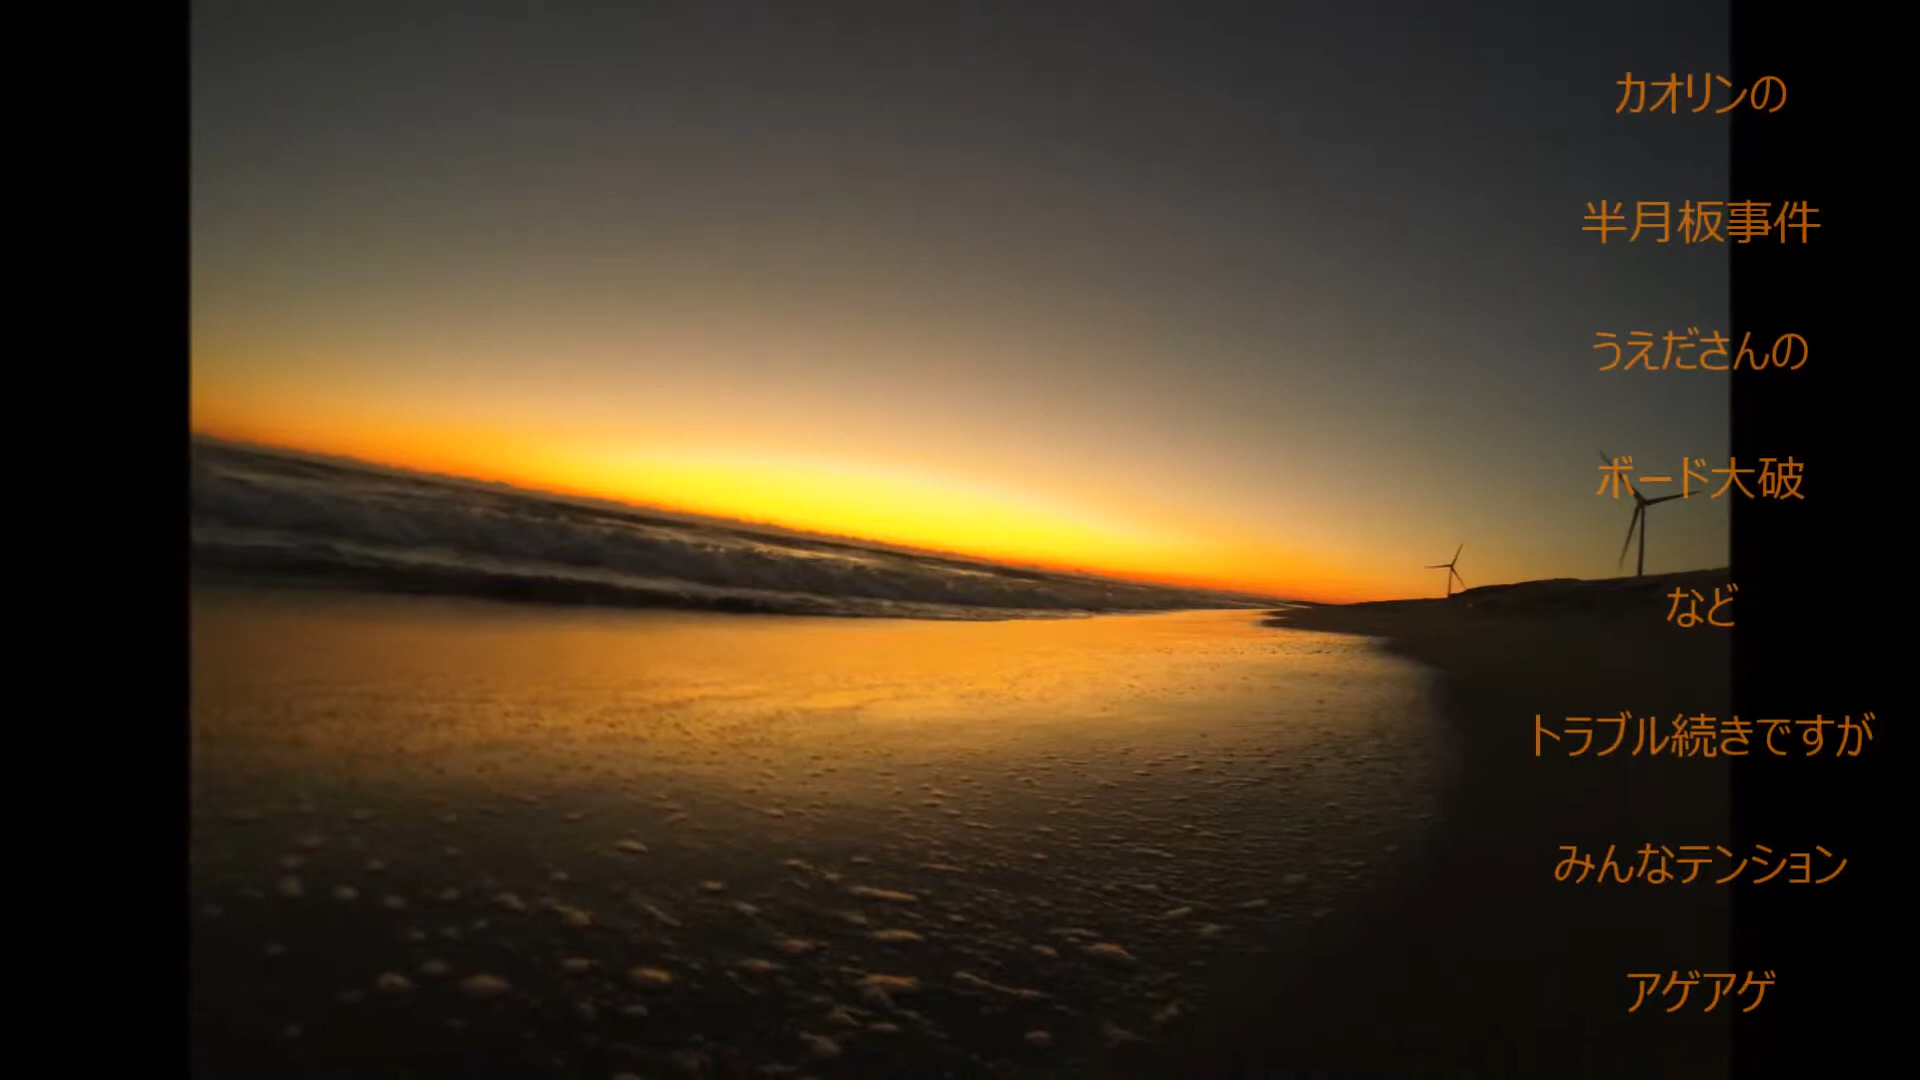 カオリンの
半月板事件
うえださんの
ボード大破
など
トラブル続きですが
みんなテンション
アゲアゲ